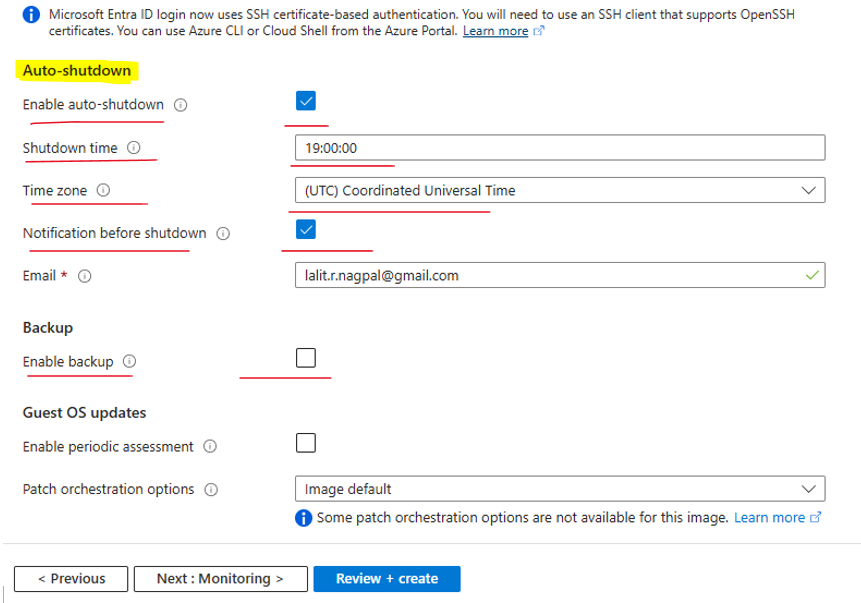 Microsoft Entra ID login now uses SSH certificate-based authentication. You will need to use an SSH client that supports OpenSSH
certificates. You can use Azure CLI or Cloud Shell from the Azure Portal. Learn more
Auto-shutdown
Enable auto-shutdown
Shutdown time 19:00:00
Time zone (UTC) Coordinated Universal Time
Notification before shutdown
Email * lalit.r.nagpal@gmail.com
Backup
Enable backup
Guest OS updates
Enable periodic assessment
Patch orchestration options Image default
Some patch orchestration options are not available for this image. Learn more
< Previous Next : Monitoring > Review + create